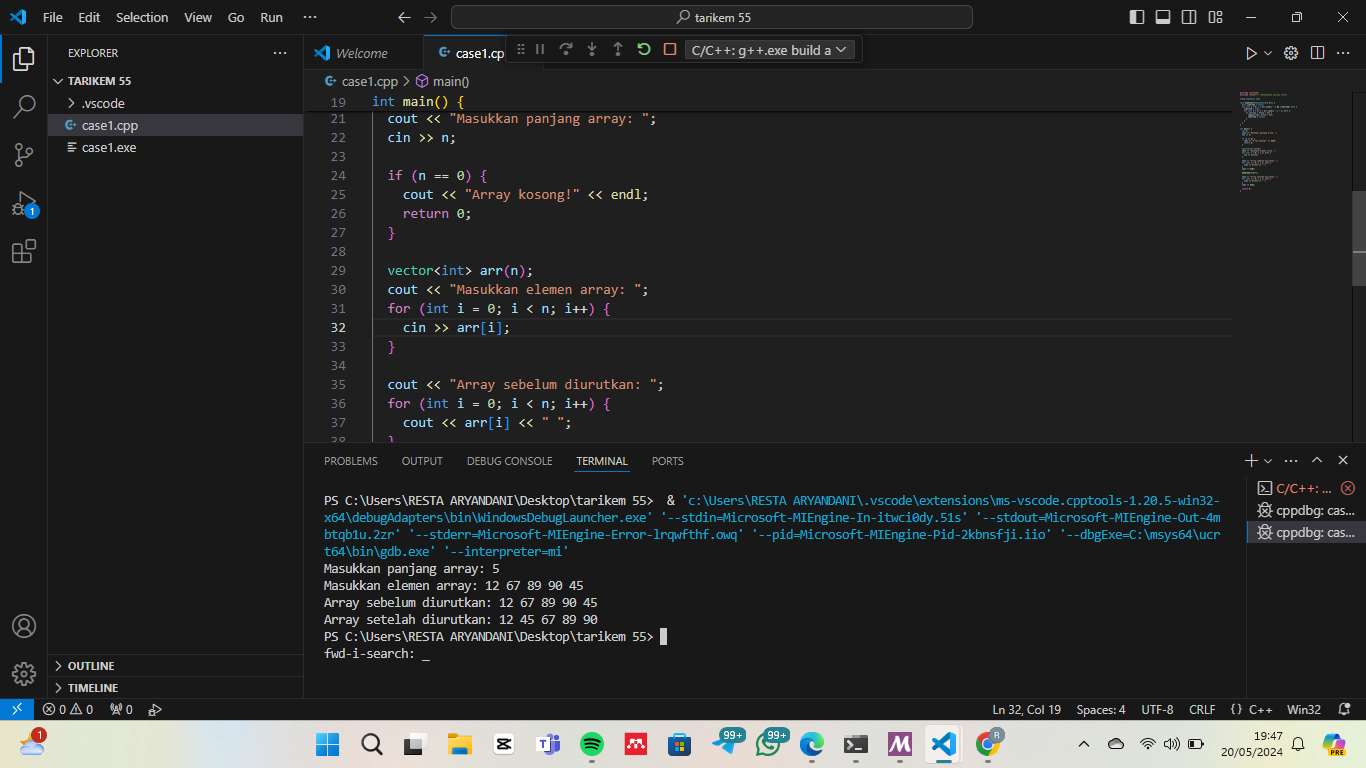 File Edit Selection View Go Run ··· tarikem 55
EXPLORER ···
TARIKEM 55
.vscode
case1.cpp
case1.exe
OUTLINE
TIMELINE
Welcome
case1.cp
C/C++: g++.exe build a
case1.cpp > main()
19 int main() {
21 cout << "Masukkan panjang array: ";
22 cin >> n;
23
24 if (n == 0) {
25 cout << "Array kosong!" << endl;
26 return 0;
27 }
28
29 vector<int> arr(n);
30 cout << "Masukkan elemen array: ";
31 for (int i = 0; i < n; i++) {
32 cin >> arr[i];
33 }
34
35 cout << "Array sebelum diurutkan: ";
36 for (int i = 0; i < n; i++) {
37 cout << arr[i] << " ";
38 }
PROBLEMS OUTPUT DEBUG CONSOLE TERMINAL PORTS
PS C:\Users\RESTA ARYANDANI\Desktop\tarikem 55> & 'c:\Users\RESTA ARYANDANI\.vscode\extensions\ms-vscode.cpptools-1.20.5-win32-
x64\debugAdapters\bin\WindowsDebugLauncher.exe' '--stdin=Microsoft-MIEngine-In-itwci0dy.51s' '--stdout=Microsoft-MIEngine-Out-4m
btqb1u.2zr' '--stderr=Microsoft-MIEngine-Error-lrqwfthf.owq' '--pid=Microsoft-MIEngine-Pid-2kbnsfji.iio' '--dbgExe=C:\msys64\ucr
t64\bin\gdb.exe' '--interpreter=mi'
Masukkan panjang array: 5
Masukkan elemen array: 12 67 89 90 45
Array sebelum diurutkan: 12 67 89 90 45
Array setelah diurutkan: 12 45 67 89 90
PS C:\Users\RESTA ARYANDANI\Desktop\tarikem 55>
fwd-i-search: _
C/C++: ...
cppdbg: cas...
cppdbg: cas...
1
0 0 0
Ln 32, Col 19 Spaces: 4 UTF-8 CRLF {} C++ Win32
1
99+ 99+
R
19:47
20/05/2024
PRE